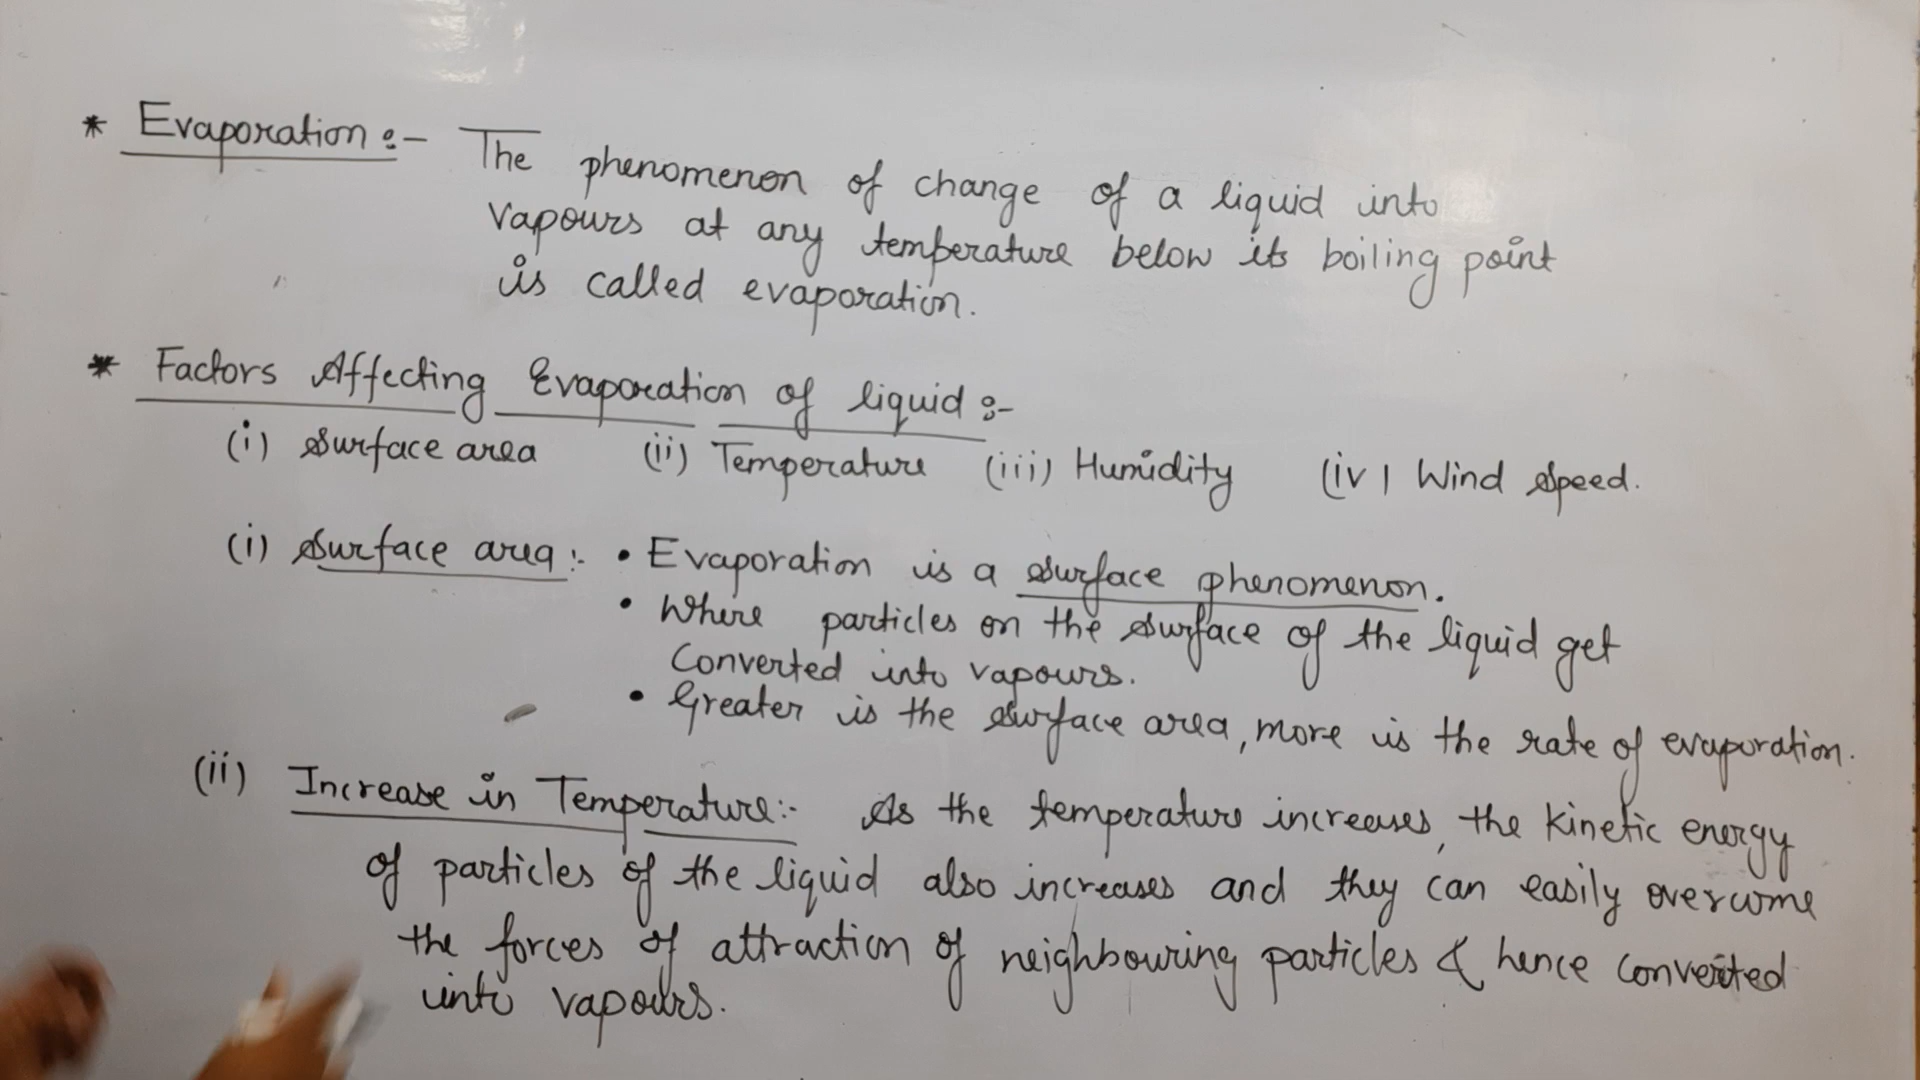 * Evaporation :- The phenomenon of change of a liquid into
vapours at any temperature below its boiling point
is called evaporation.
* Factors Affecting Evaporation of liquid :-
(i) Surface area (ii) Temperature (iii) Humidity (iv) Wind Speed.
(i) Surface area :- • Evaporation is a surface phenomenon.
• Where particles on the surface of the liquid get
Converted into vapours.
• Greater is the surface area, more is the rate of evaporation.
(ii) Increase in Temperature :- As the temperature increases, the kinetic energy
of particles of the liquid also increases and they can easily overcome
the forces of attraction of neighbouring particles & hence converted
into vapours.